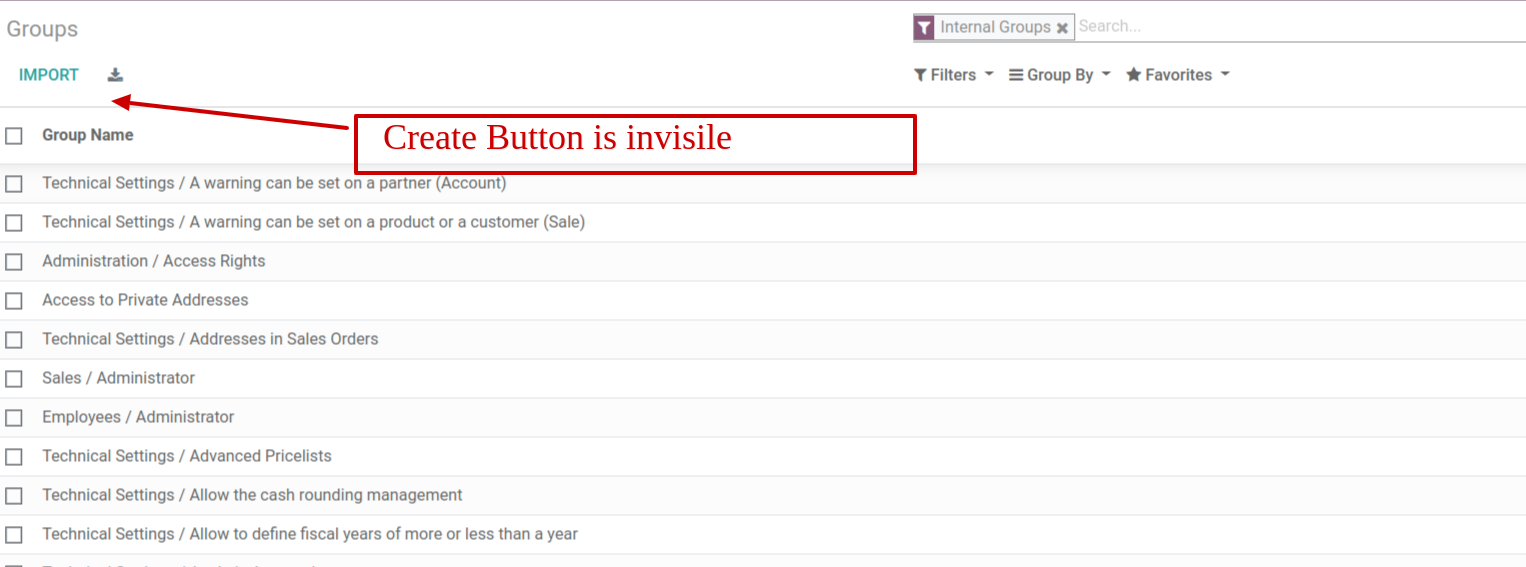 Groups
Internal Groups Search...
IMPORT
Filters Group By Favorites
Create Button is invisile
Group Name
Technical Settings / A warning can be set on a partner (Account)
Technical Settings / A warning can be set on a product or a customer (Sale)
Administration / Access Rights
Access to Private Addresses
Technical Settings / Addresses in Sales Orders
Sales / Administrator
Employees / Administrator
Technical Settings / Advanced Pricelists
Technical Settings / Allow the cash rounding management
Technical Settings / Allow to define fiscal years of more or less than a year